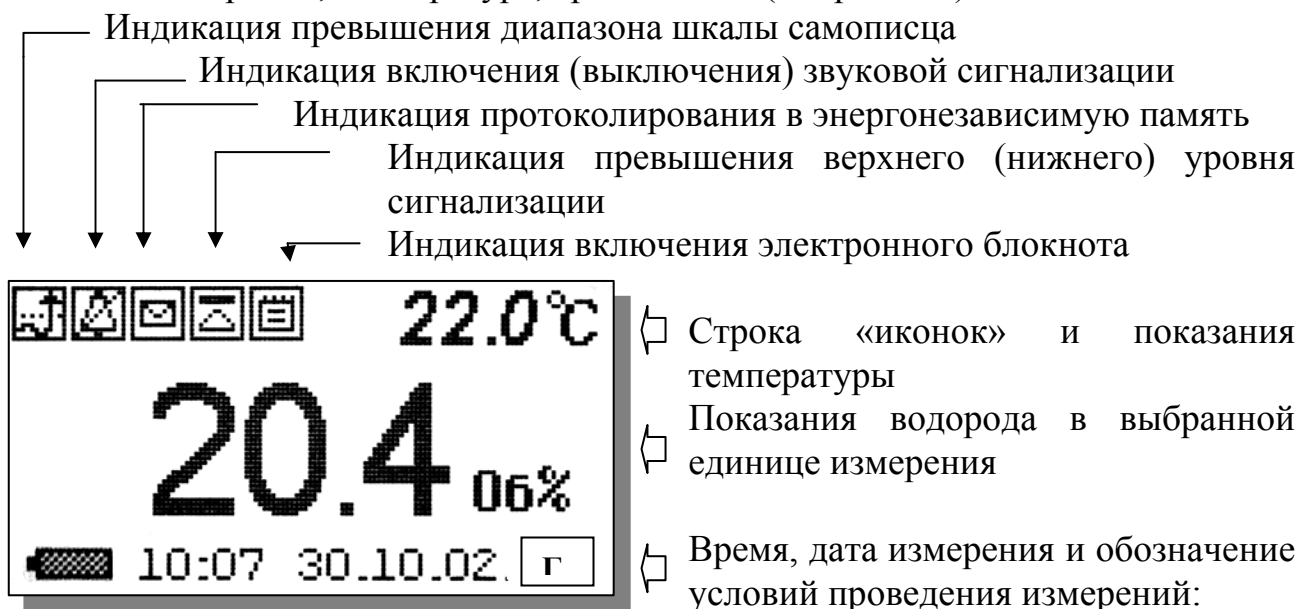 Индикация превышения диапазона шкалы самописца
Индикация включения (выключения) звуковой сигнализации
Индикация протоколирования в энергонезависимую память
Индикация превышения верхнего (нижнего) уровня
сигнализации
Индикация включения электронного блокнота
22.0°C
Строка «иконок» и показания
температуры
20.4 об%
Показания водорода в выбранной
единице измерения
10:07 30.10.02. Г
Время, дата измерения и обозначение
условий проведения измерений: